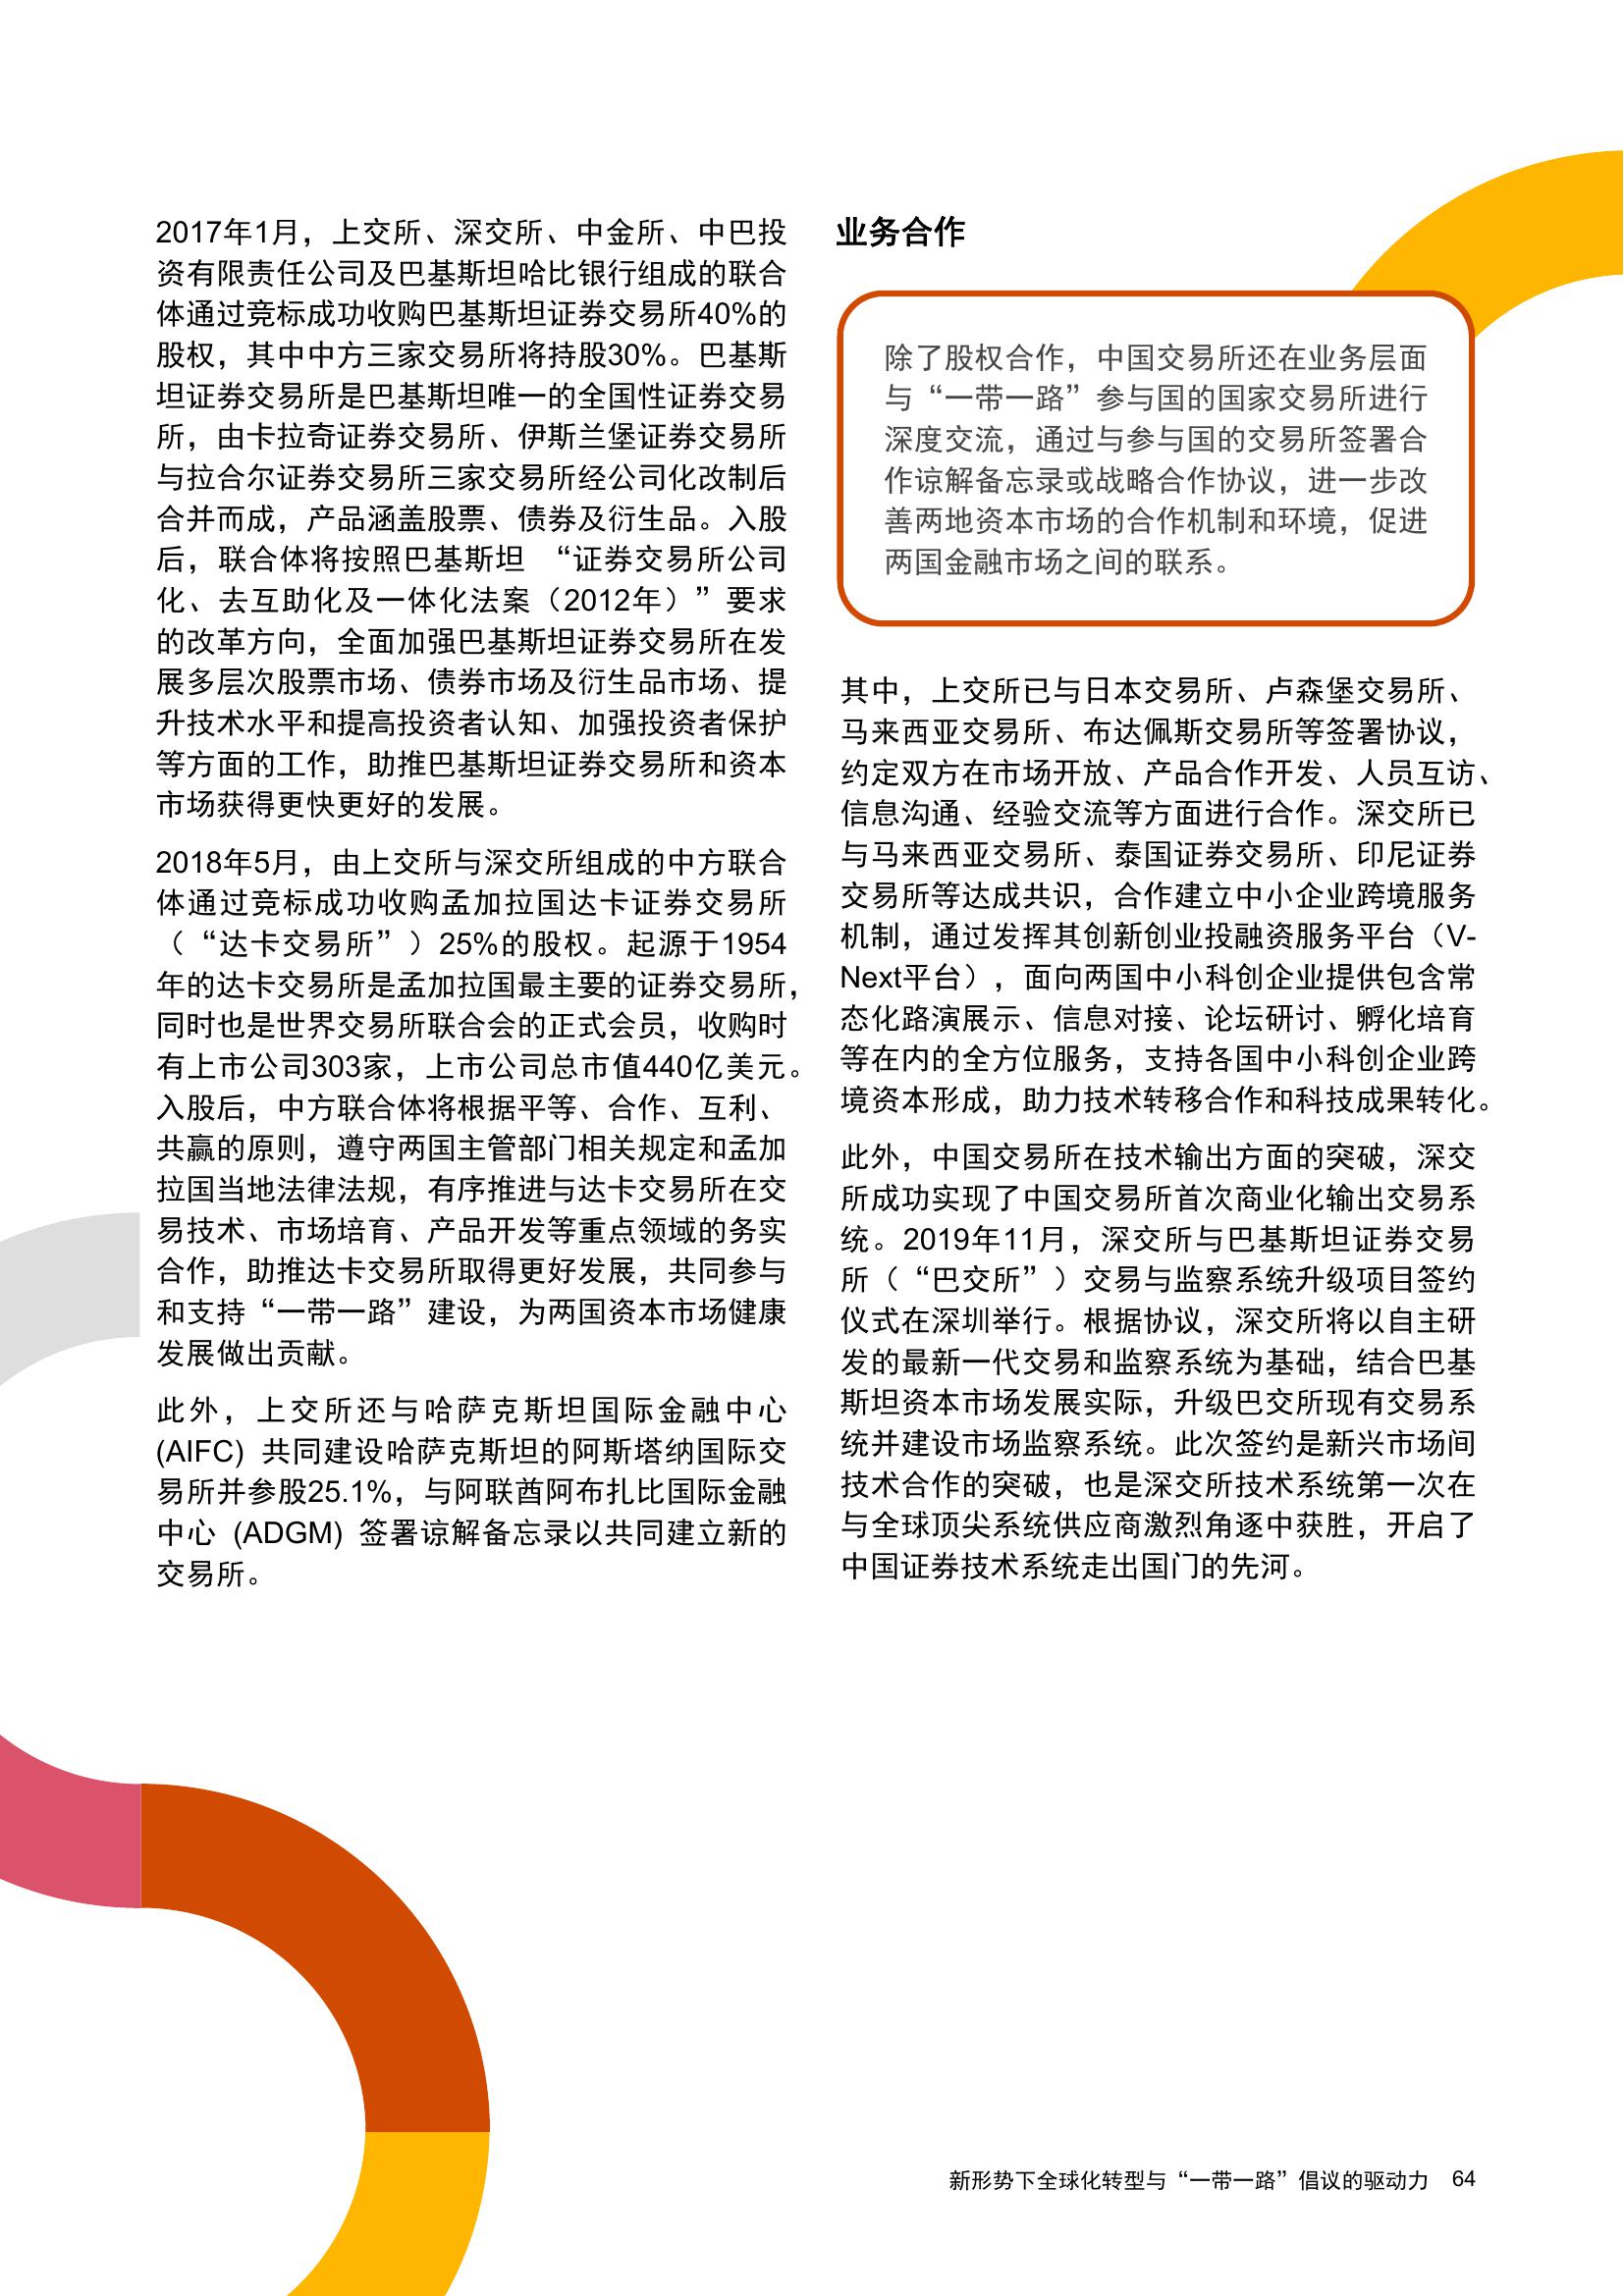 2017年1月，上交所、深交所、中金所、中巴投
资有限责任公司及巴基斯坦哈比银行组成的联合
体通过竞标成功收购巴基斯坦证券交易所40%的
股权，其中中方三家交易所将持股30%。巴基斯
坦证券交易所是巴基斯坦唯一的全国性证券交易
所，由卡拉奇证券交易所、伊斯兰堡证券交易所
与拉合尔证券交易所三家交易所经公司化改制后
合并而成，产品涵盖股票、债券及衍生品。入股
后，联合体将按照巴基斯坦 “证券交易所公司
化、去互助化及一体化法案（2012年）”要求
的改革方向，全面加强巴基斯坦证券交易所在发
展多层次股票市场、债券市场及衍生品市场、提
升技术水平和提高投资者认知、加强投资者保护
等方面的工作，助推巴基斯坦证券交易所和资本
市场获得更快更好的发展。
2018年5月，由上交所与深交所组成的中方联合
体通过竞标成功收购孟加拉国达卡证券交易所
（“达卡交易所”）25%的股权。起源于1954
年的达卡交易所是孟加拉国最主要的证券交易所，
同时也是世界交易所联合会的正式会员，收购时
有上市公司303家，上市公司总市值440亿美元。
入股后，中方联合体将根据平等、合作、互利、
共赢的原则，遵守两国主管部门相关规定和孟加
拉国当地法律法规，有序推进与达卡交易所在交
易技术、市场培育、产品开发等重点领域的务实
合作，助推达卡交易所取得更好发展，共同参与
和支持“一带一路”建设，为两国资本市场健康
发展做出贡献。
此外，上交所还与哈萨克斯坦国际金融中心
(AIFC) 共同建设哈萨克斯坦的阿斯塔纳国际交
易所并参股25.1%，与阿联酋阿布扎比国际金融
中心 (ADGM) 签署谅解备忘录以共同建立新的
交易所。
业务合作
除了股权合作，中国交易所还在业务层面
与“一带一路”参与国的国家交易所进行
深度交流，通过与参与国的交易所签署合
作谅解备忘录或战略合作协议，进一步改
善两地资本市场的合作机制和环境，促进
两国金融市场之间的联系。
其中，上交所已与日本交易所、卢森堡交易所、
马来西亚交易所、布达佩斯交易所等签署协议，
约定双方在市场开放、产品合作开发、人员互访、
信息沟通、经验交流等方面进行合作。深交所已
与马来西亚交易所、泰国证券交易所、印尼证券
交易所等达成共识，合作建立中小企业跨境服务
机制，通过发挥其创新创业投融资服务平台（V-
Next平台），面向两国中小科创企业提供包含常
态化路演展示、信息对接、论坛研讨、孵化培育
等在内的全方位服务，支持各国中小科创企业跨
境资本形成，助力技术转移合作和科技成果转化。
此外，中国交易所在技术输出方面的突破，深交
所成功实现了中国交易所首次商业化输出交易系
统。2019年11月，深交所与巴基斯坦证券交易
所（“巴交所”）交易与监察系统升级项目签约
仪式在深圳举行。根据协议，深交所将以自主研
发的最新一代交易和监察系统为基础，结合巴基
斯坦资本市场发展实际，升级巴交所现有交易系
统并建设市场监察系统。此次签约是新兴市场间
技术合作的突破，也是深交所技术系统第一次在
与全球顶尖系统供应商激烈角逐中获胜，开启了
中国证券技术系统走出国门的先河。
新形势下全球化转型与“一带一路”倡议的驱动力 64